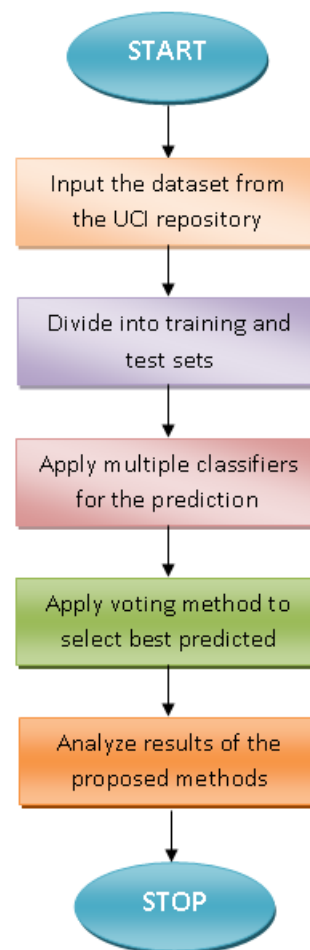 START
Input the dataset from
the UCI repository
Divide into training and
test sets
Apply multiple classifiers
for the prediction
Apply voting method to
select best predicted
Analyze results of the
proposed methods
STOP